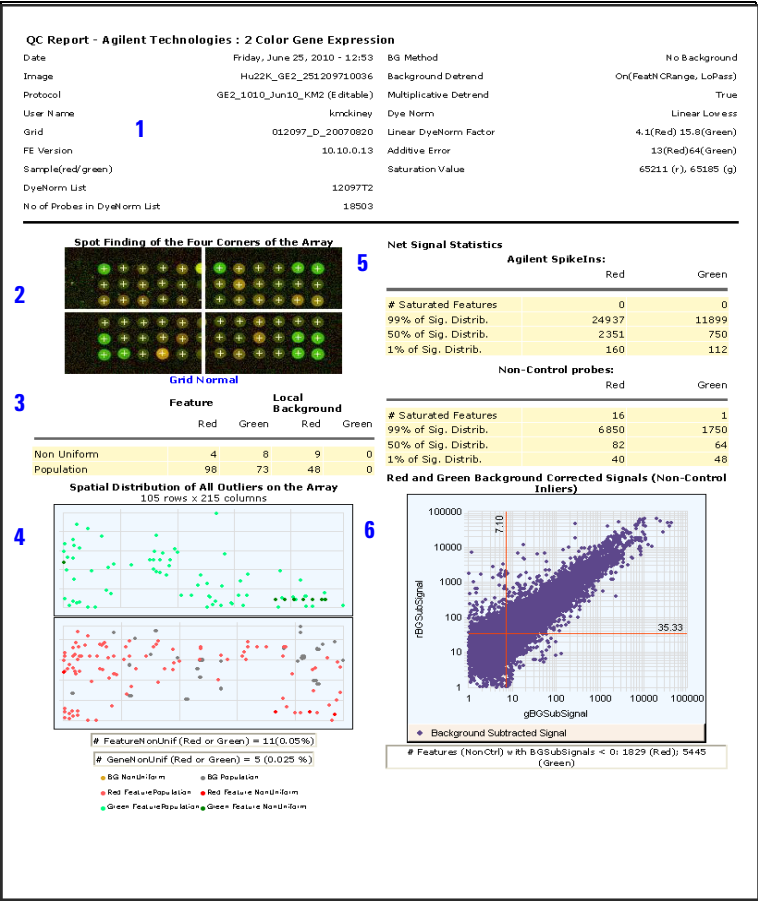 QC Report - Agilent Technologies : 2 Color Gene Expression
Date Friday, June 25, 2010 - 12:53 BG Method No Background
Image Hu22K_GE2_251209710036 Background Detrend On(FeatNCRange, LoPass)
Protocol GE2_1010_Jun10_KM2 (Editable) Multiplicative Detrend True
User Name kmckiney Dye Norm Linear Lowess
1
Grid 012097_D_20070820 Linear DyeNorm Factor 4.1(Red) 15.8(Green)
FE Version 10.10.0.13 Additive Error 13(Red)64(Green)
Sample(red/green) Saturation Value 65211 (r), 65185 (g)
DyeNorm List 12097T2
No of Probes in DyeNorm List 18503
Spot Finding of the Four Corners of the Array
2
Grid Normal
3
Feature Local Background
Red Green Red Green
Non Uniform 4 8 9 0
Population 98 73 48 0
Spatial Distribution of All Outliers on the Array
105 rows x 215 columns
4
# FeatureNonUnif (Red or Green) = 11(0.05%)
# GeneNonUnif (Red or Green) = 5 (0.025 %)
BG NonUniform BG Population
Red FeaturePopulation Red Feature NonUniform
Green FeaturePopulation Green Feature NonUniform
5
Net Signal Statistics
Agilent SpikeIns:
Red Green
# Saturated Features 0 0
99% of Sig. Distrib. 24937 11899
50% of Sig. Distrib. 2351 750
1% of Sig. Distrib. 160 112
Non-Control probes:
Red Green
# Saturated Features 16 1
99% of Sig. Distrib. 6850 1750
50% of Sig. Distrib. 82 64
1% of Sig. Distrib. 40 48
Red and Green Background Corrected Signals (Non-Control
Inliers)
6
100000
10000
1000
100
10
1
rBGSubSignal
7.10
35.33
1 10 100 1000 10000 100000
gBGSubSignal
Background Subtracted Signal
# Features (NonCtrl) with BGSubSignals < 0: 1829 (Red); 5445
(Green)